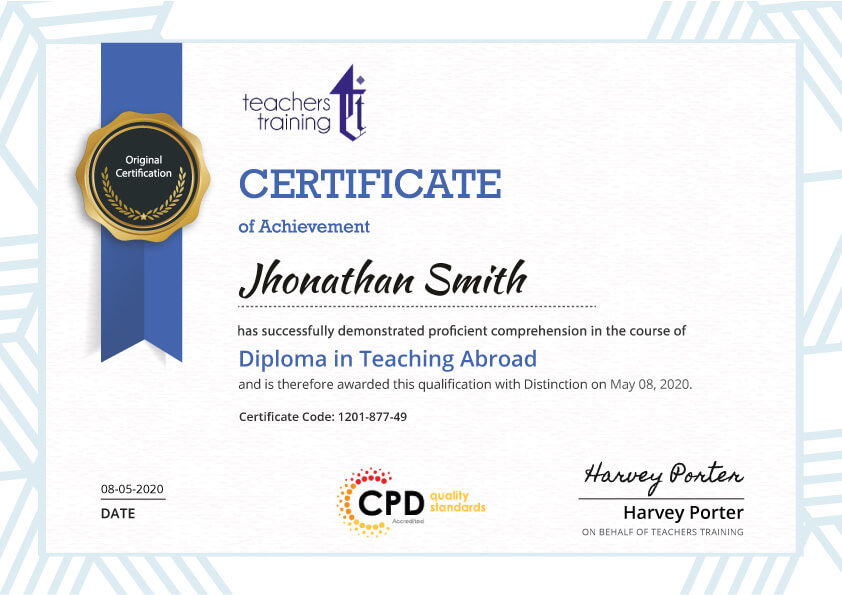 teachers
training
Original
Certification
CERTIFICATE
of Achievement
Jhonathan Smith
has successfully demonstrated proficient comprehension in the course of
Diploma in Teaching Abroad
and is therefore awarded this qualification with Distinction on May 08, 2020.
Certificate Code: 1201-877-49
08-05-2020
DATE
CPD quality standards
Accredited
Harvey Porter
Harvey Porter
ON BEHALF OF TEACHERS TRAINING